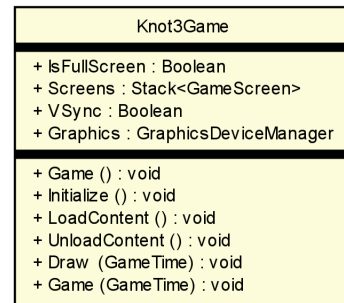 Knot3Game
+ IsFullScreen : Boolean
+ Screens : Stack<GameScreen>
+ VSync : Boolean
+ Graphics : GraphicsDeviceManager
+ Game () : void
+ Initialize () : void
+ LoadContent () : void
+ UnloadContent () : void
+ Draw  (GameTime) : void
+ Game (GameTime) : void